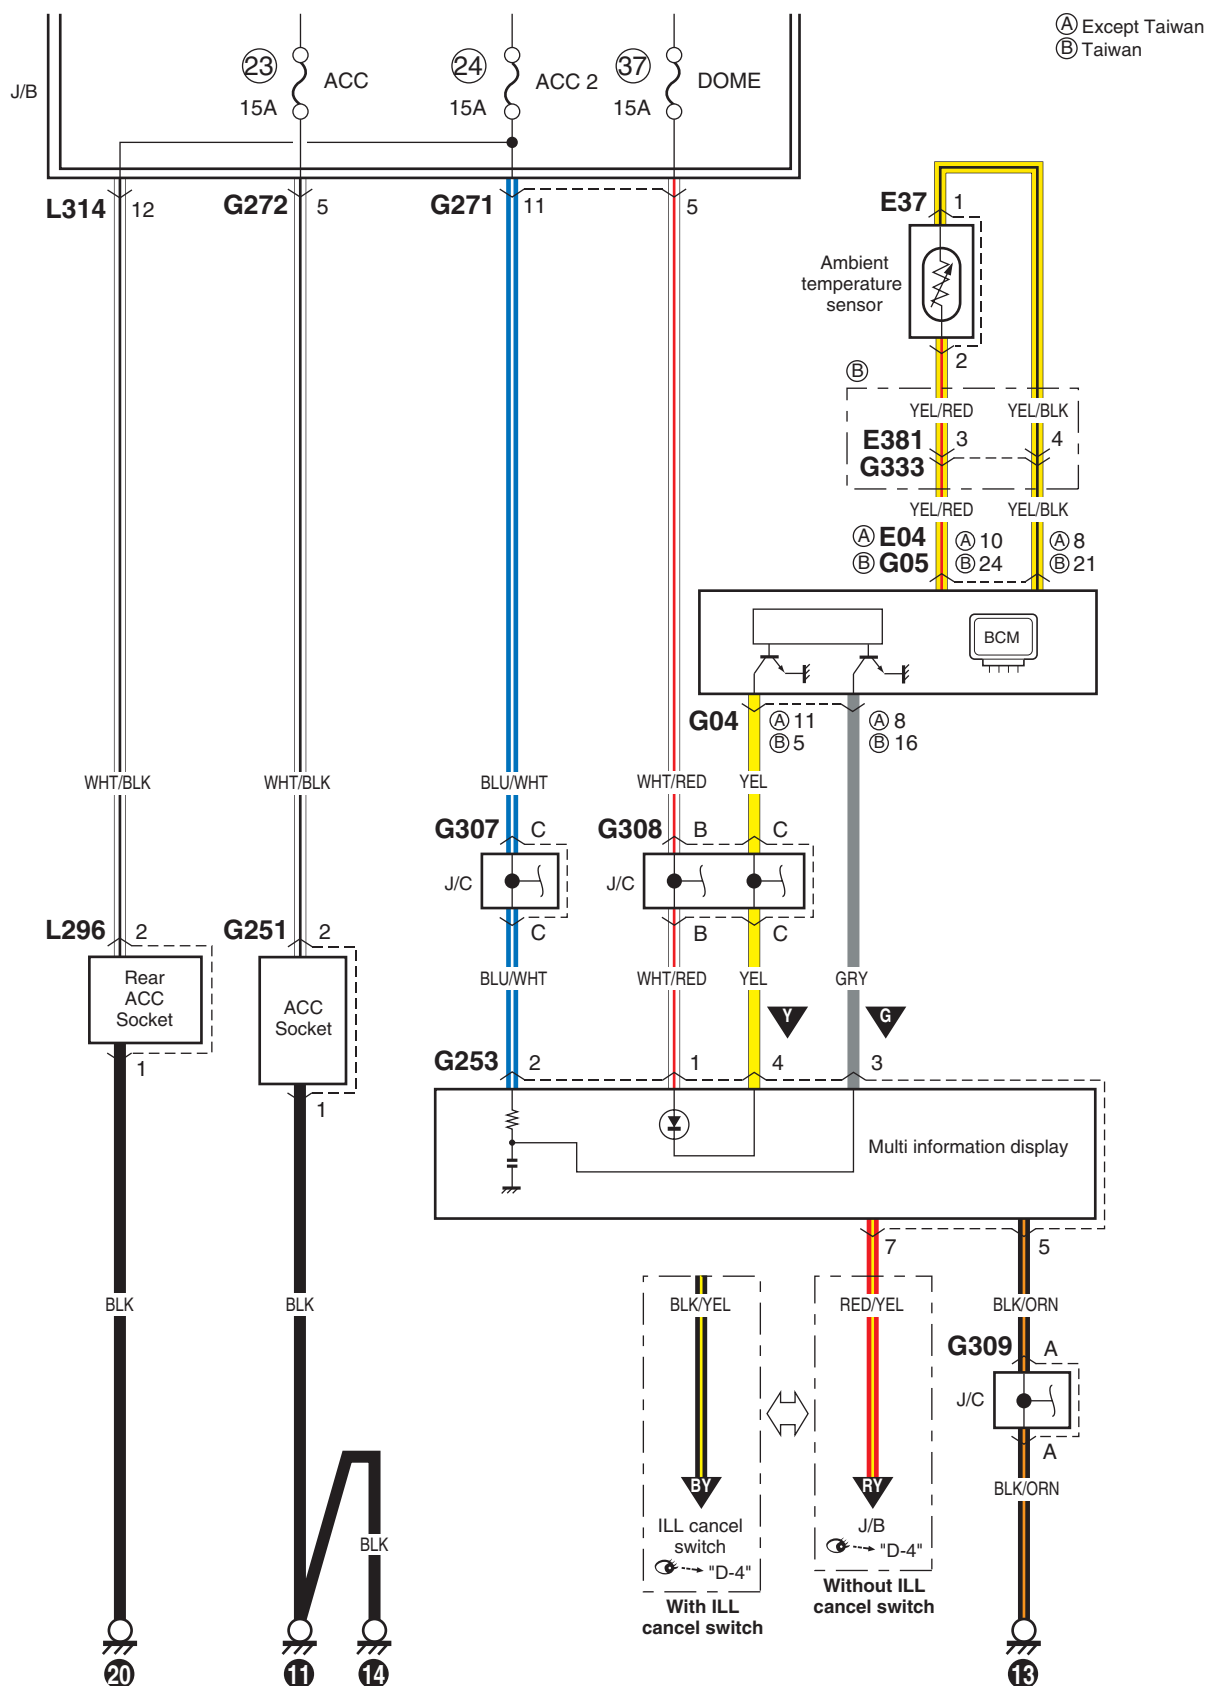 Ⓐ Except Taiwan
Ⓑ Taiwan
J/B
23
15A
ACC
24
15A
ACC 2
37
15A
DOME
L314 12
G272 5
G271 11
5
E37 1
Ambient
temperature
sensor
2
Ⓑ
YEL/RED YEL/BLK
E381 3 4
G333
YEL/RED YEL/BLK
Ⓐ E04 Ⓐ 10 Ⓐ 8
Ⓑ G05 Ⓑ 24 Ⓑ 21
BCM
G04 Ⓐ 11 Ⓐ 8
Ⓑ 5 Ⓑ 16
WHT/BLK WHT/BLK BLU/WHT WHT/RED YEL
G307 C G308 B C
J/C J/C
C B C
L296 2 G251 2
Rear
ACC
Socket
1
ACC
Socket
1
BLU/WHT WHT/RED YEL GRY
Y G
G253 2 1 4 3
Multi information display
7 5
BLK BLK BLK/YEL RED/YEL BLK/ORN
G309 A
J/C
A
BLK/ORN
BLK
BY
ILL cancel
switch
"D-4"
With ILL
cancel switch
RY
J/B
"D-4"
Without ILL
cancel switch
20 11 14 13